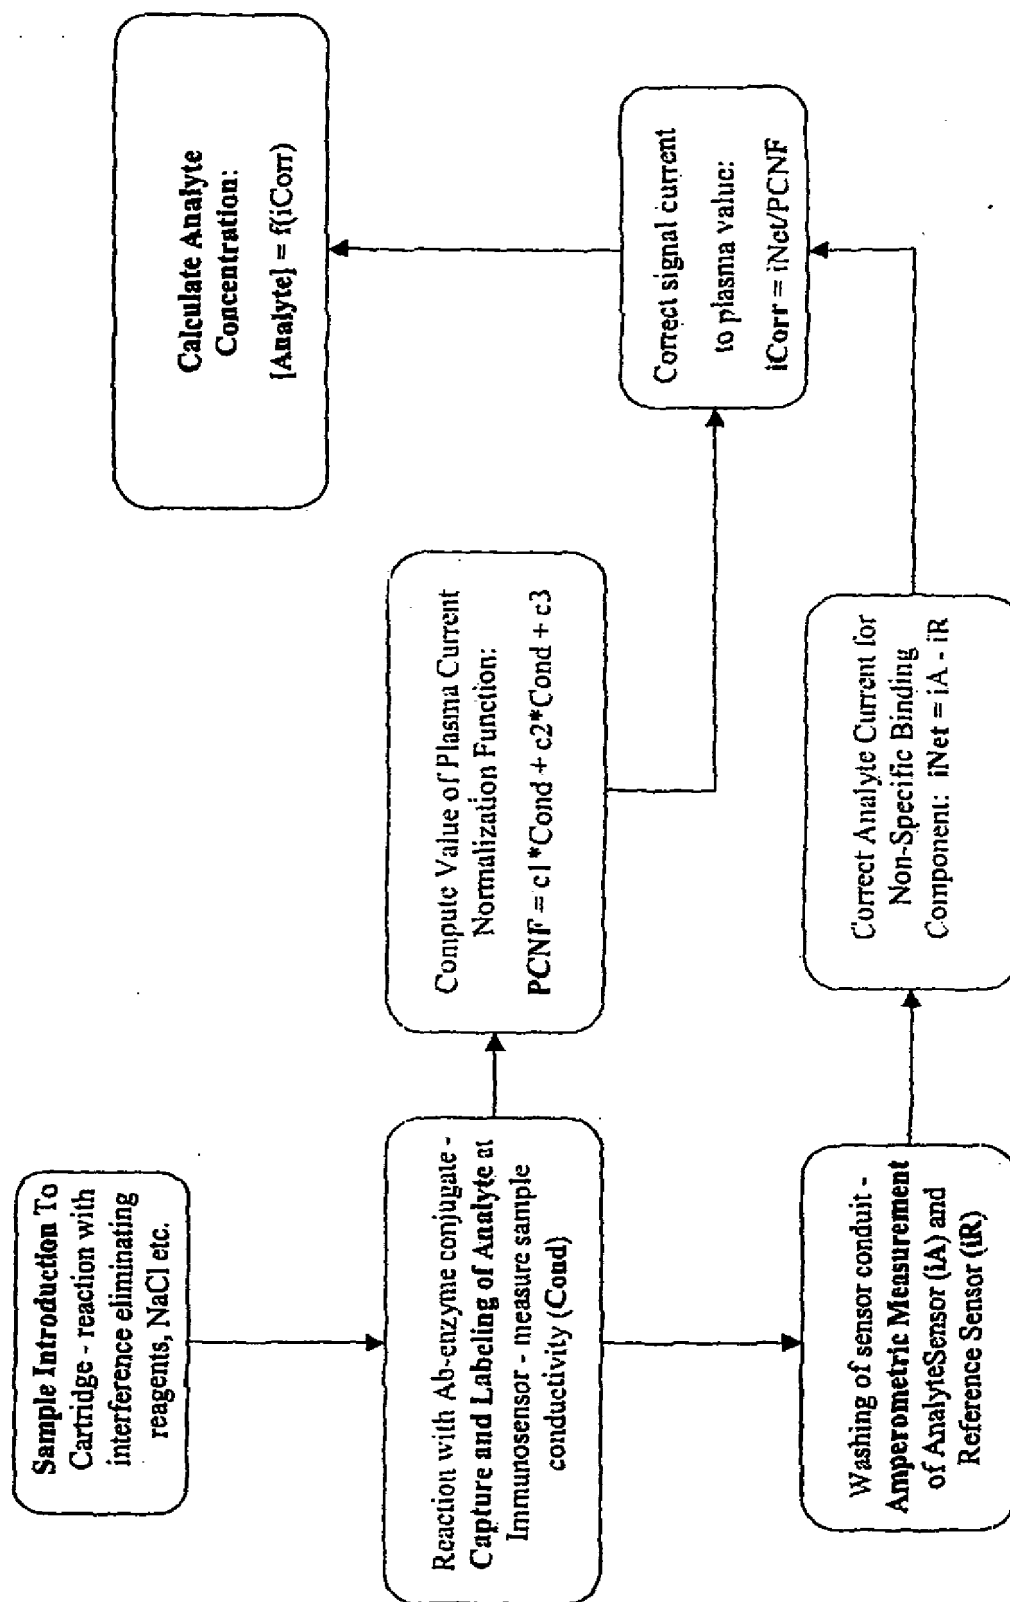 Sample Introduction To
Cartridge - reaction with
interference eliminating
reagents, NaCl etc.
Reaction with Ab-enzyme conjugate -
Capture and Labeling of Analyte at
Immunosensor - measure sample
conductivity (Cond)
Washing of sensor conduit -
Amperometric Measurement
of AnalyteSensor (iA) and
Reference Sensor (iR)
Compute Value of Plasma Current
Normalization Function:
PCNF = c1*Cond + c2*Cond + c3
Correct Analyte Current for
Non-Specific Binding
Component: iNet = iA - iR
Correct signal current
to plasma value:
iCorr = iNet/PCNF
Calculate Analyte
Concentration:
[Analyte] = f(iCorr)